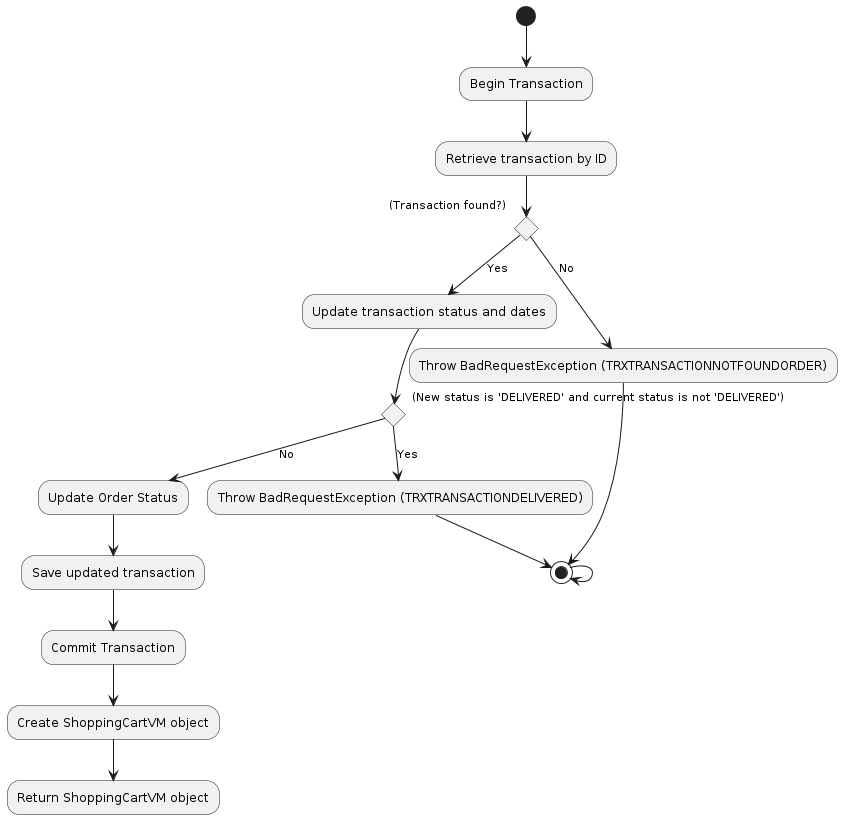 Begin Transaction
Retrieve transaction by ID
(Transaction found?)
Yes
No
Update transaction status and dates
Throw BadRequestException (TRXTRANSACTIONNOTFOUNDORDER)
(New status is 'DELIVERED' and current status is not 'DELIVERED')
No
Yes
Update Order Status
Throw BadRequestException (TRXTRANSACTIONDELIVERED)
Save updated transaction
Commit Transaction
Create ShoppingCartVM object
Return ShoppingCartVM object